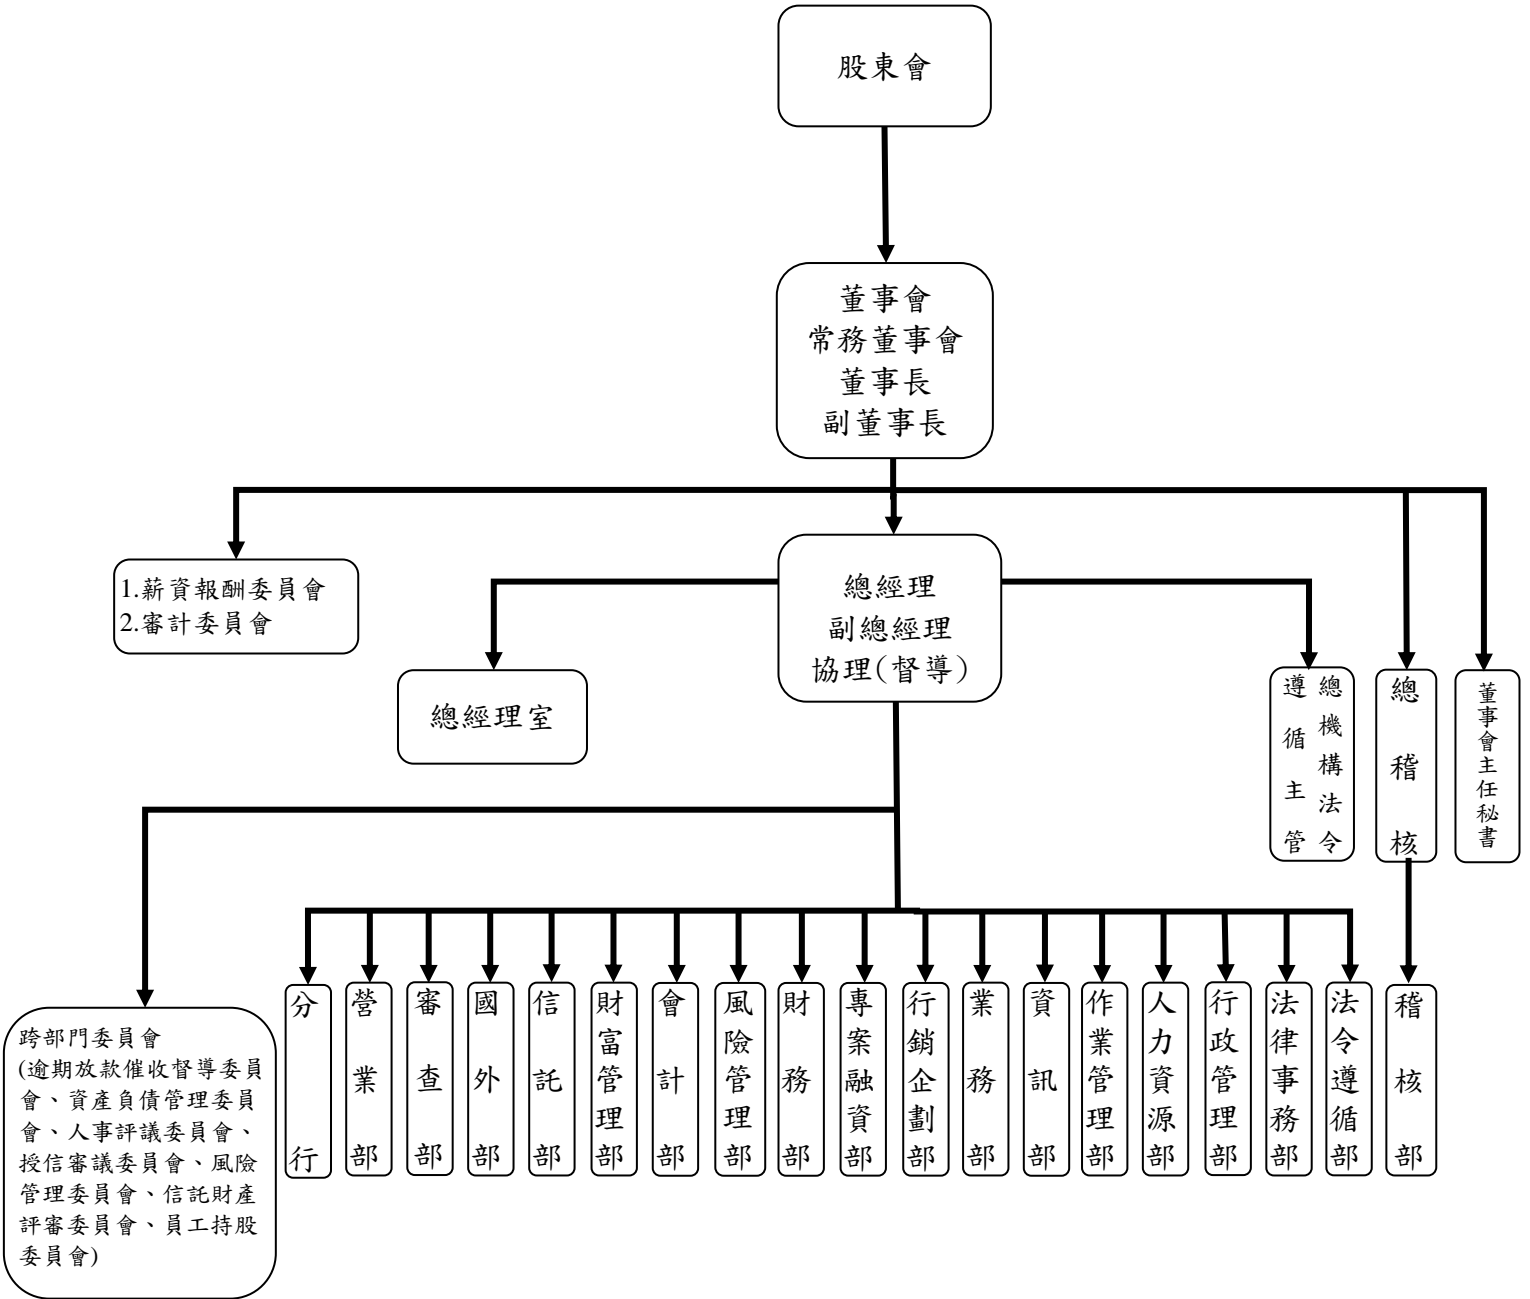 股東會
董事會
常務董事會
董事長
副董事長
1.薪資報酬委員會
2.審計委員會
總經理
副總經理
協理(督導)
總經理室
總機構法令
遵循主管
總稽核
董事會主任秘書
跨部門委員會
(逾期放款催收督導委員
會、資產負債管理委員
會、人事評議委員會、
授信審議委員會、風險
管理委員會、信託財產
評審委員會、員工持股
委員會)
分行
營業部
審查部
國外部
信託部
財富管理部
會計部
風險管理部
財務部
專案融資部
行銷企劃部
業務部
資訊部
作業管理部
人力資源部
行政管理部
法律事務部
法令遵循部
稽核部